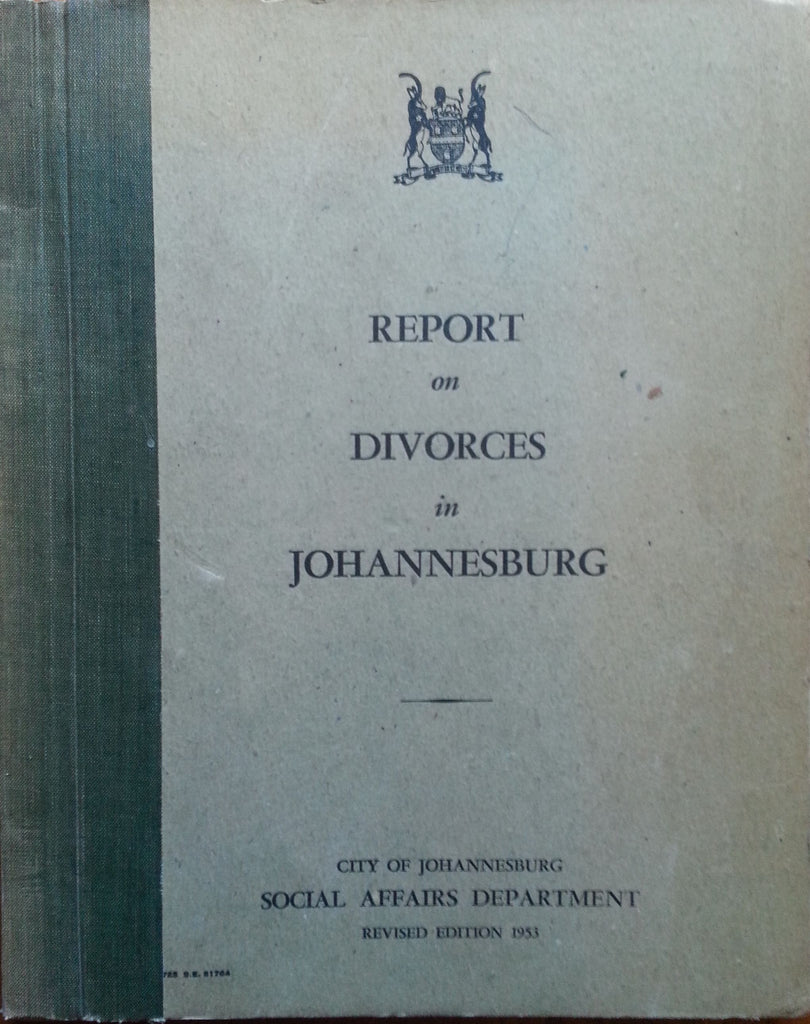 REPORT
on
DIVORCES
in
JOHANNESBURG
CITY OF JOHANNESBURG
SOCIAL AFFAIRS DEPARTMENT
REVISED EDITION 1953